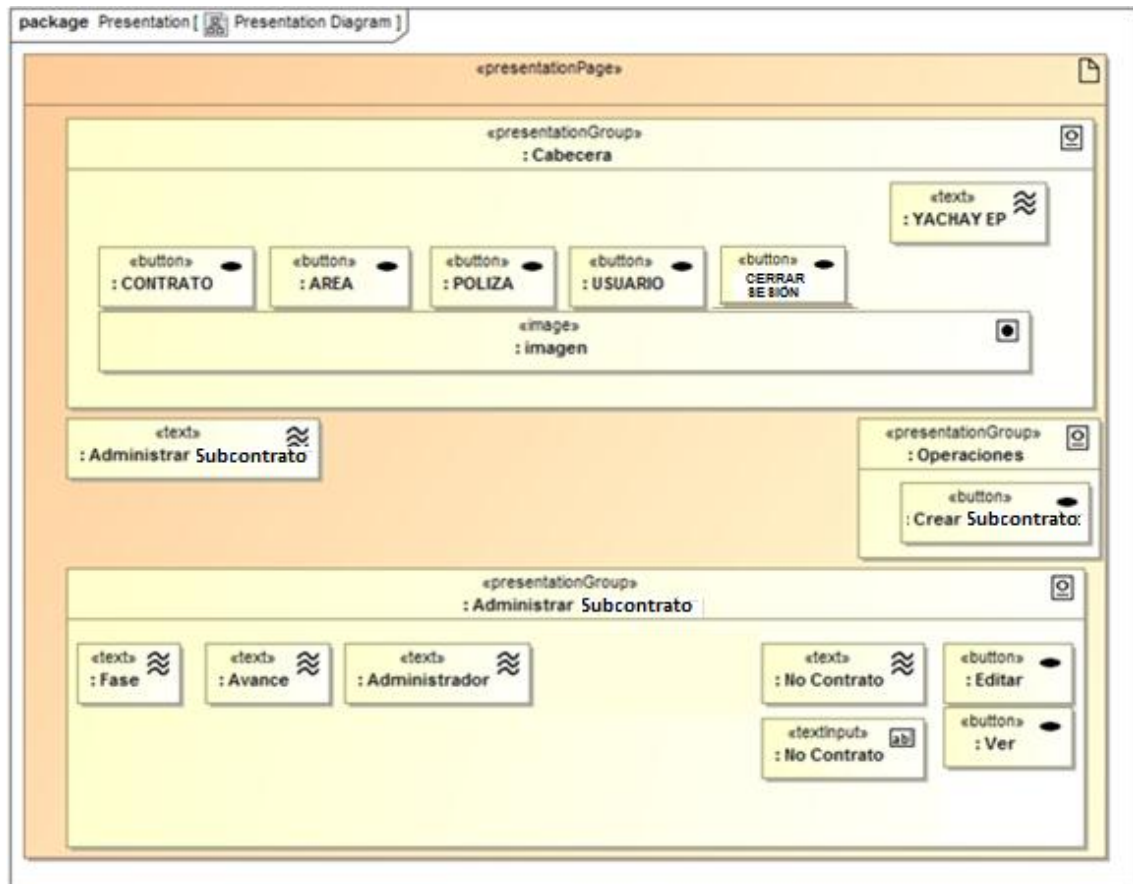 package Presentation [ Presentation Diagram ]
«presentationPage»
«presentationGroup»
: Cabecera
«text»
: YACHAY EP
«button»
: CONTRATO
«button»
: AREA
«button»
: POLIZA
«button»
: USUARIO
«button»
CERRAR
SESIÓN
«image»
: imagen
«text»
: Administrar Subcontrato
«presentationGroup»
: Operaciones
«button»
: Crear Subcontrato:
«presentationGroup»
: Administrar Subcontrato
«text»
: Fase
«text»
: Avance
«text»
: Administrador
«text»
: No Contrato
«button»
: Editar
«textInput»
ab
: No Contrato
«button»
: Ver